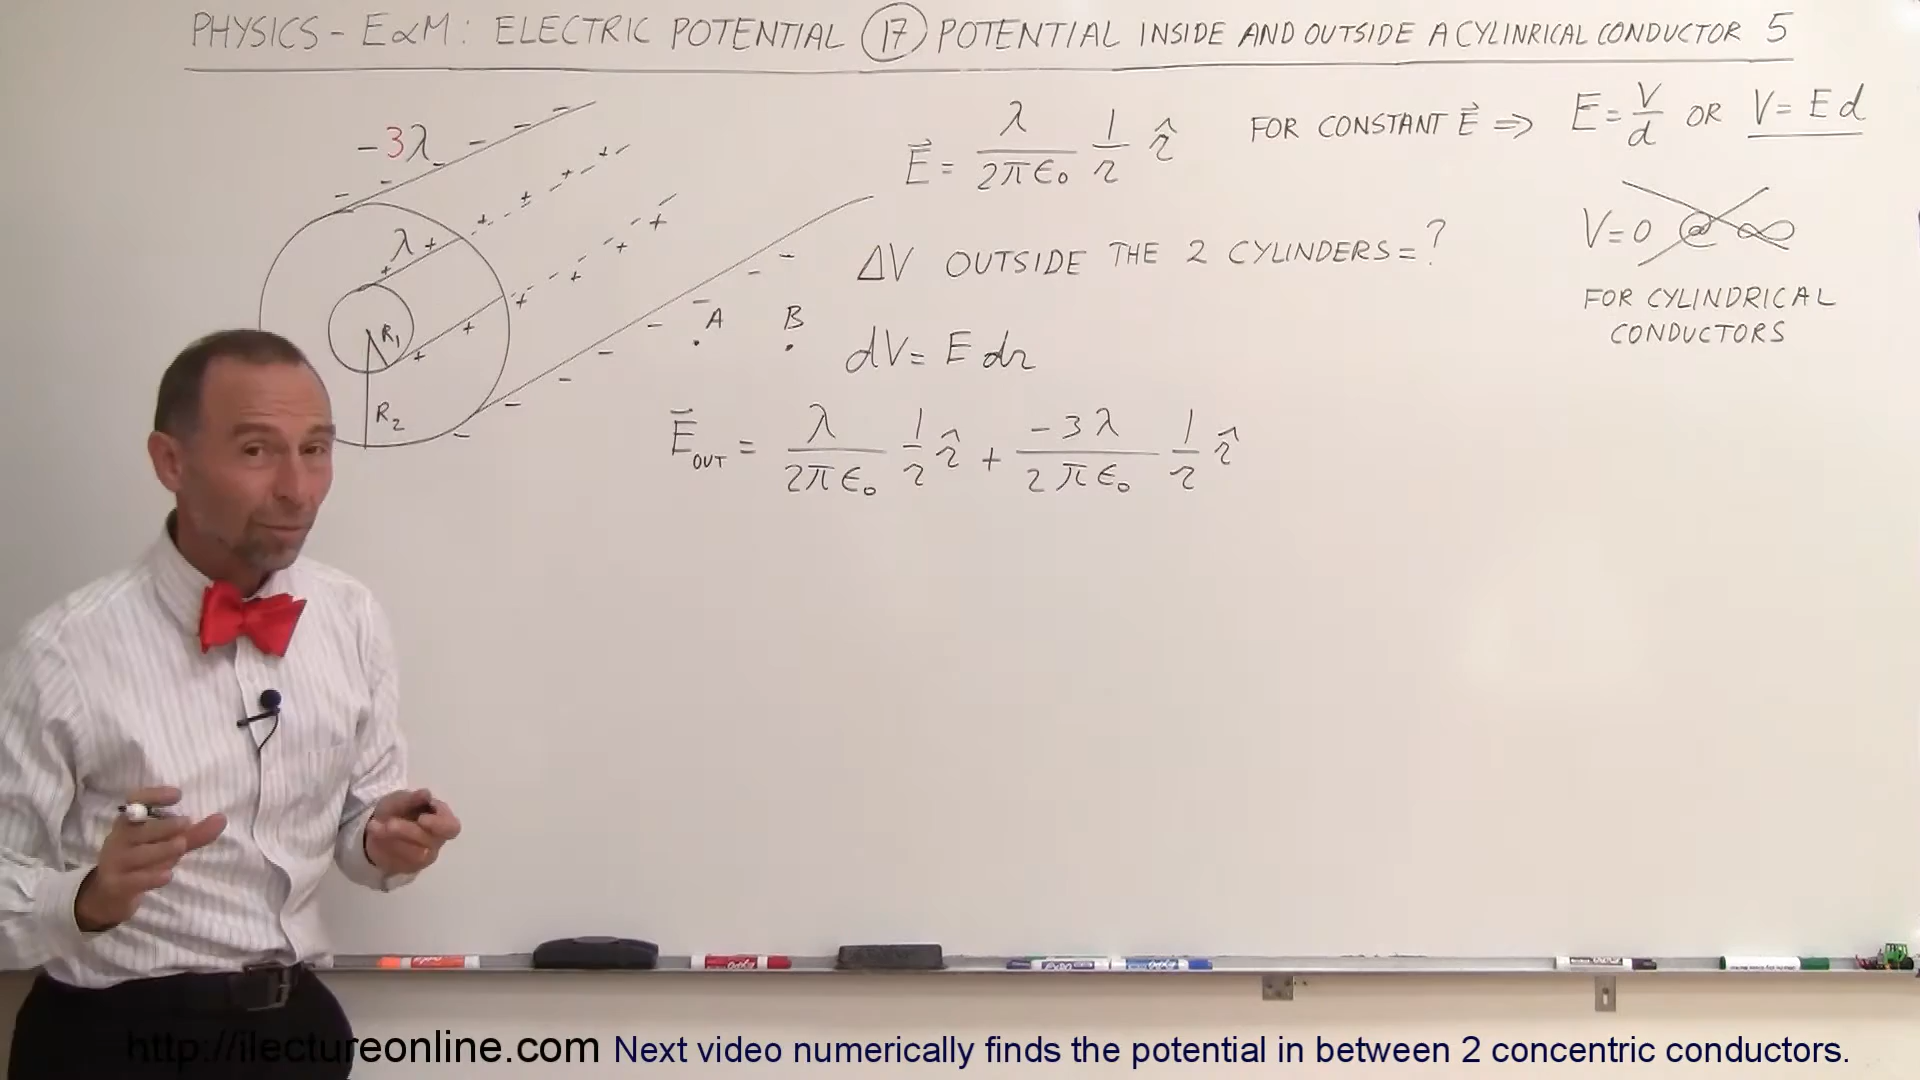 PHYSICS - E∝M: ELECTRIC POTENTIAL (17) POTENTIAL INSIDE AND OUTSIDE A CYLINRICAL CONDUCTOR 5
-3λ
λ
R₁
R₂
A
B
E⃗ = λ/(2πε₀) 1/r r̂
FOR CONSTANT E⃗ ⇒ E = V/d OR V = Ed
ΔV OUTSIDE THE 2 CYLINDERS = ?
V=0 @ ∞
FOR CYLINDRICAL
CONDUCTORS
dV = E dr
E⃗OUT = λ/(2πε₀) 1/r r̂ + -3λ/(2πε₀) 1/r r̂
http://ilectureonline.com Next video numerically finds the potential in between 2 concentric conductors.